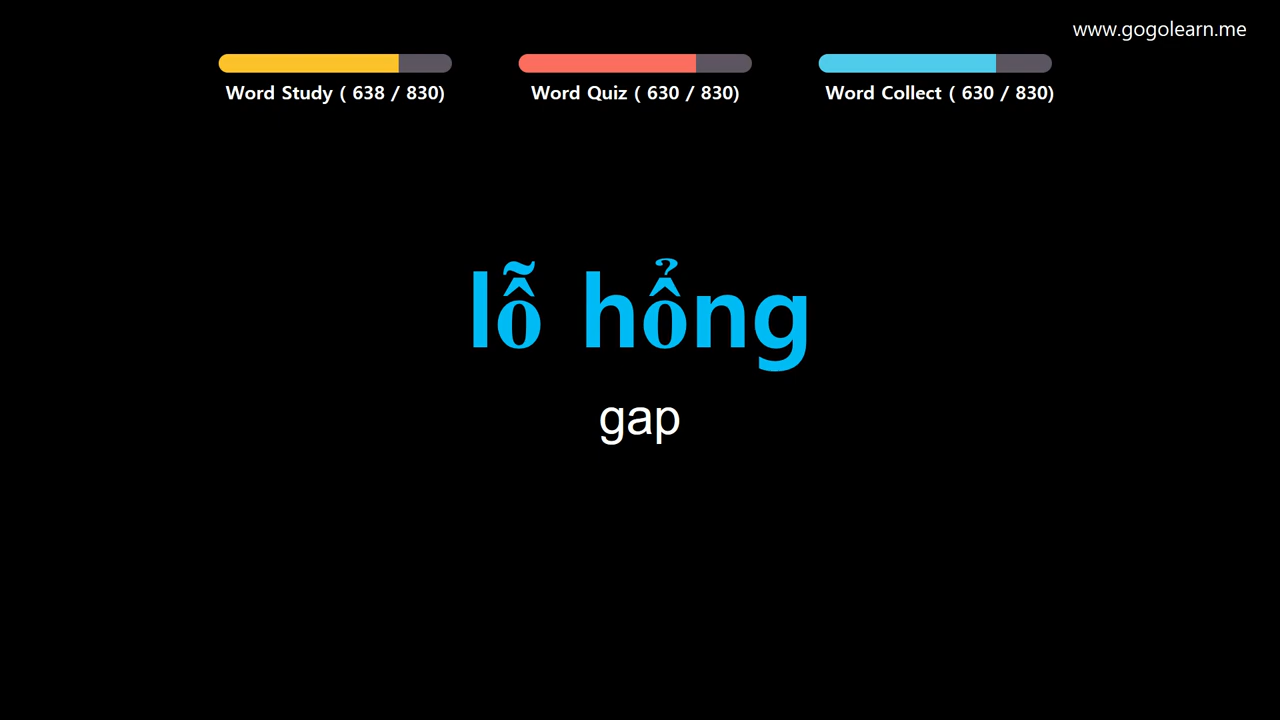 www.gogolearn.me
Word Study ( 638 / 830)
Word Quiz ( 630 / 830)
Word Collect ( 630 / 830)
lỗ hổng
gap